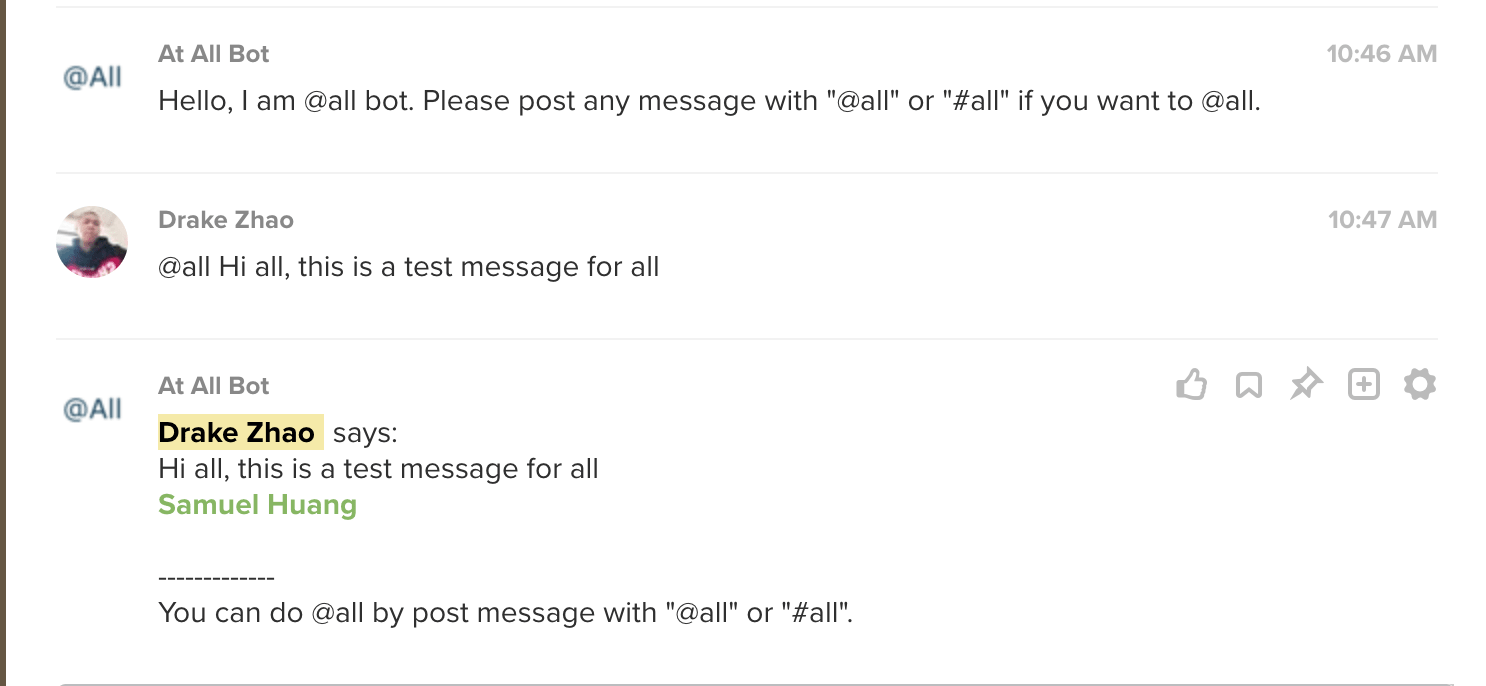 At All Bot
10:46 AM
@All
Hello, I am @all bot. Please post any message with "@all" or "#all" if you want to @all.
Drake Zhao
10:47 AM
@all Hi all, this is a test message for all
At All Bot
@All
Drake Zhao says:
Hi all, this is a test message for all
Samuel Huang
-------------
You can do @all by post message with "@all" or "#all".